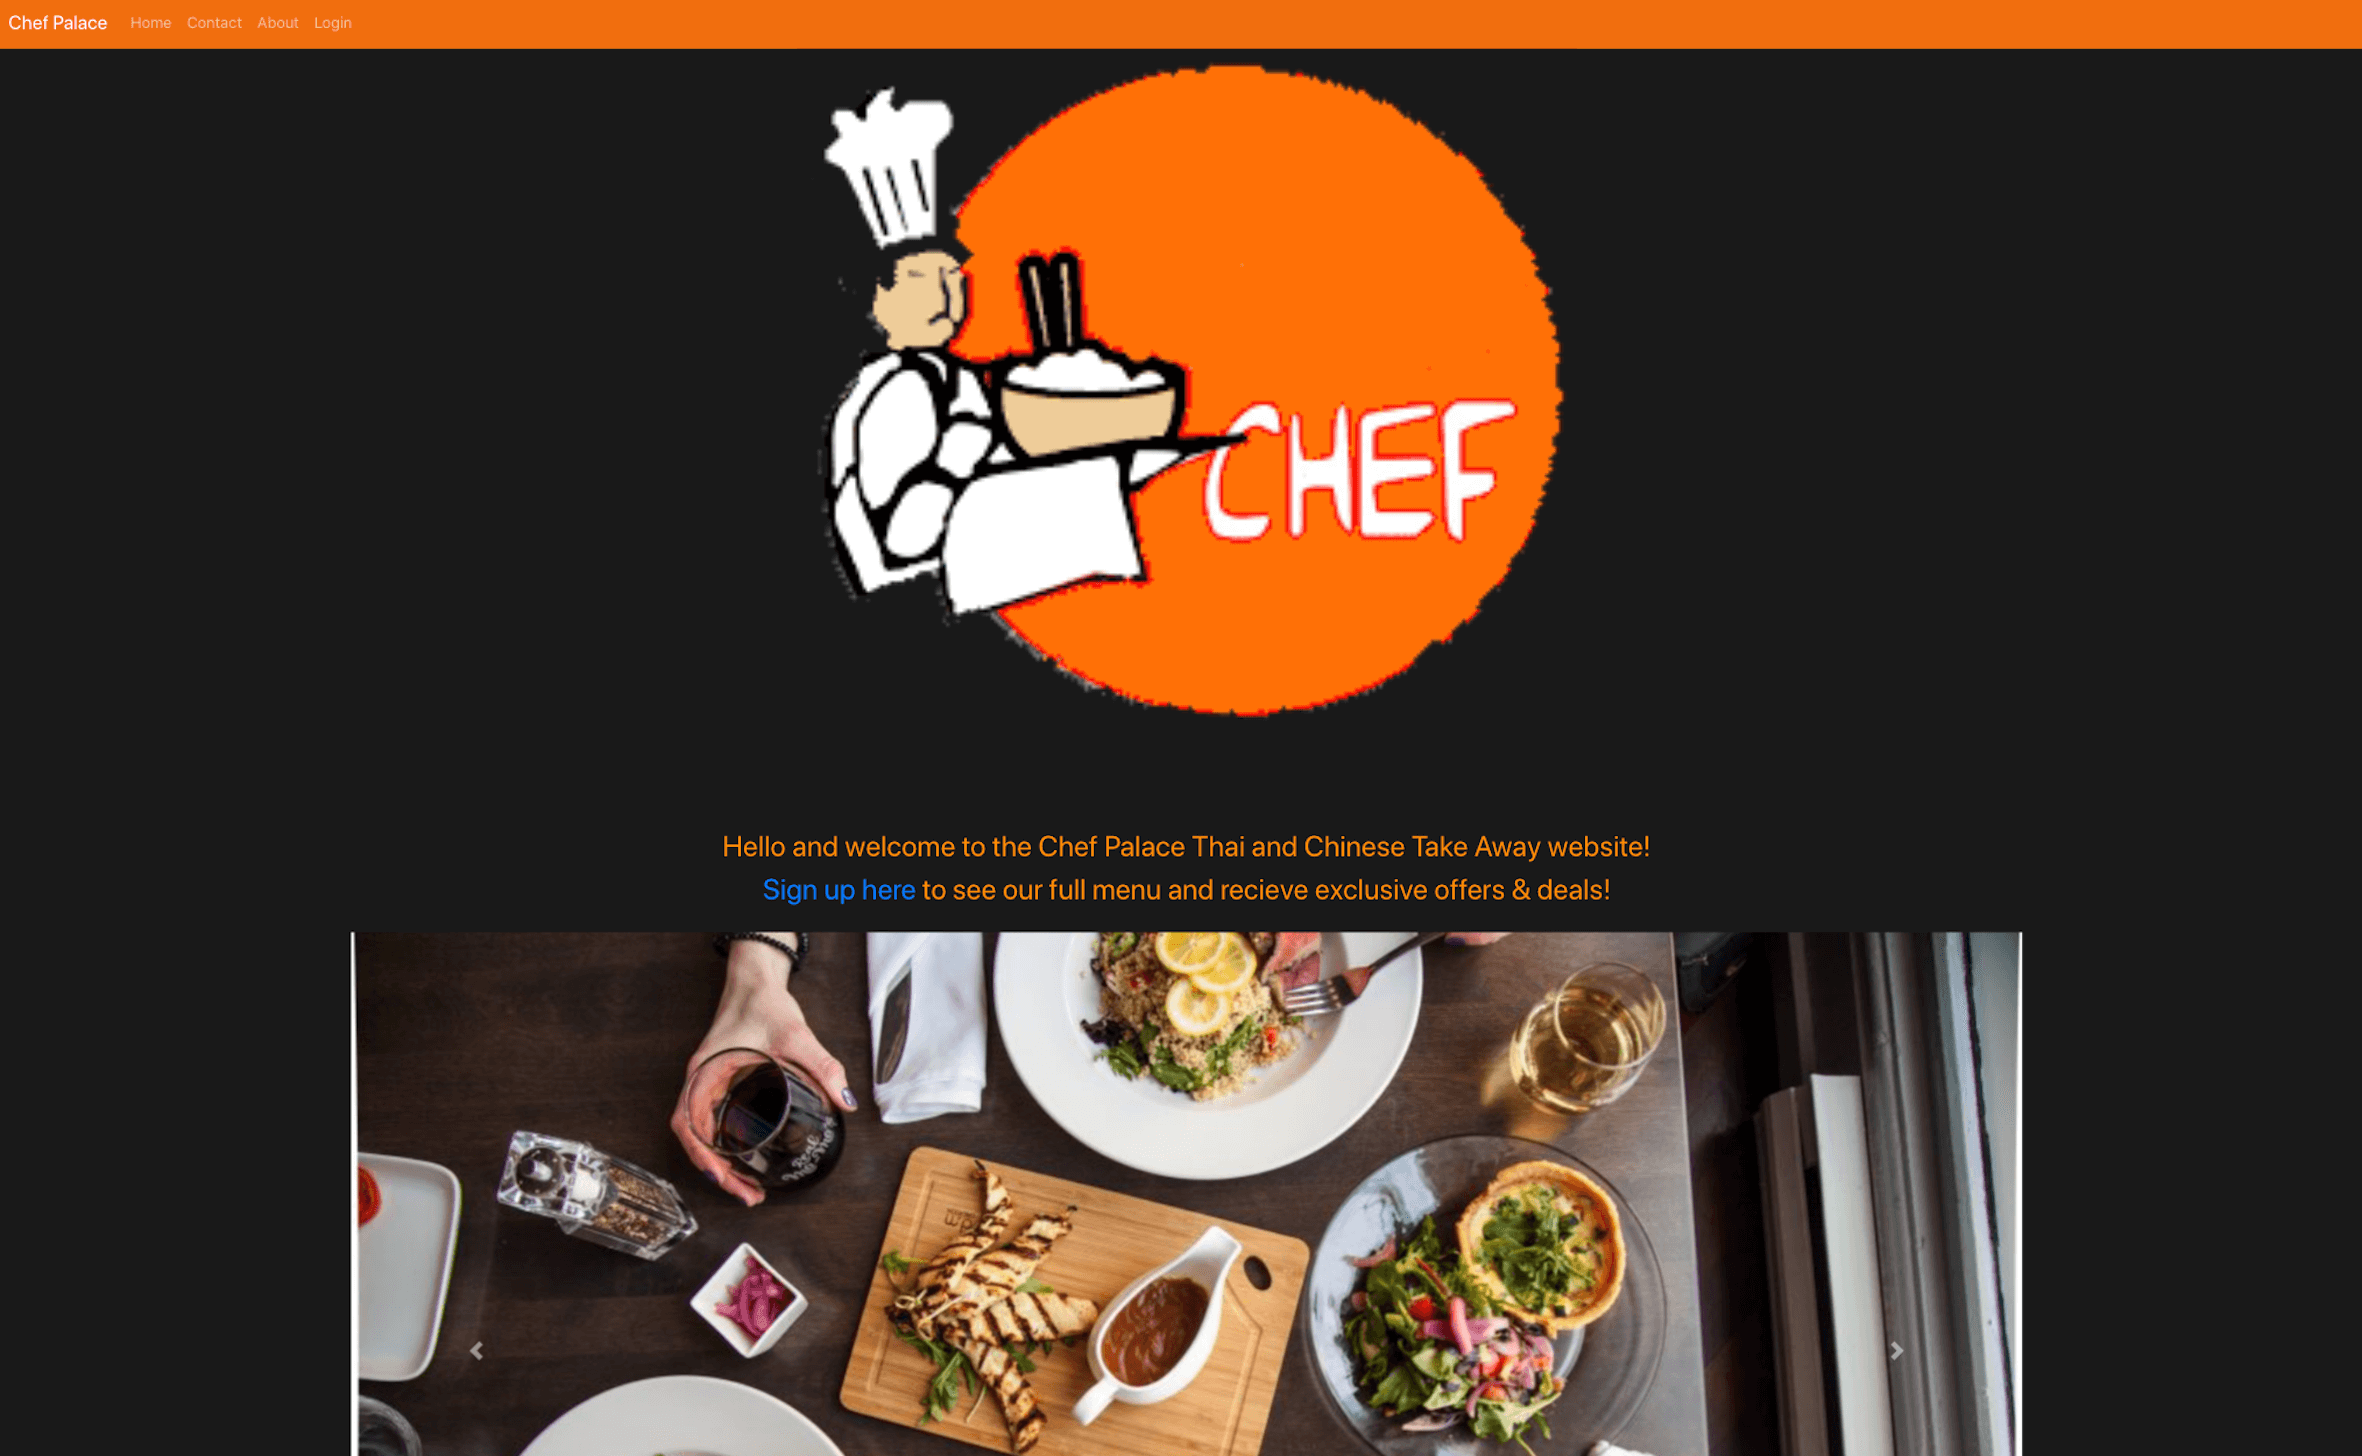 Chef Palace Home Contact About Login
CHEF
Hello and welcome to the Chef Palace Thai and Chinese Take Away website!
Sign up here to see our full menu and recieve exclusive offers & deals!